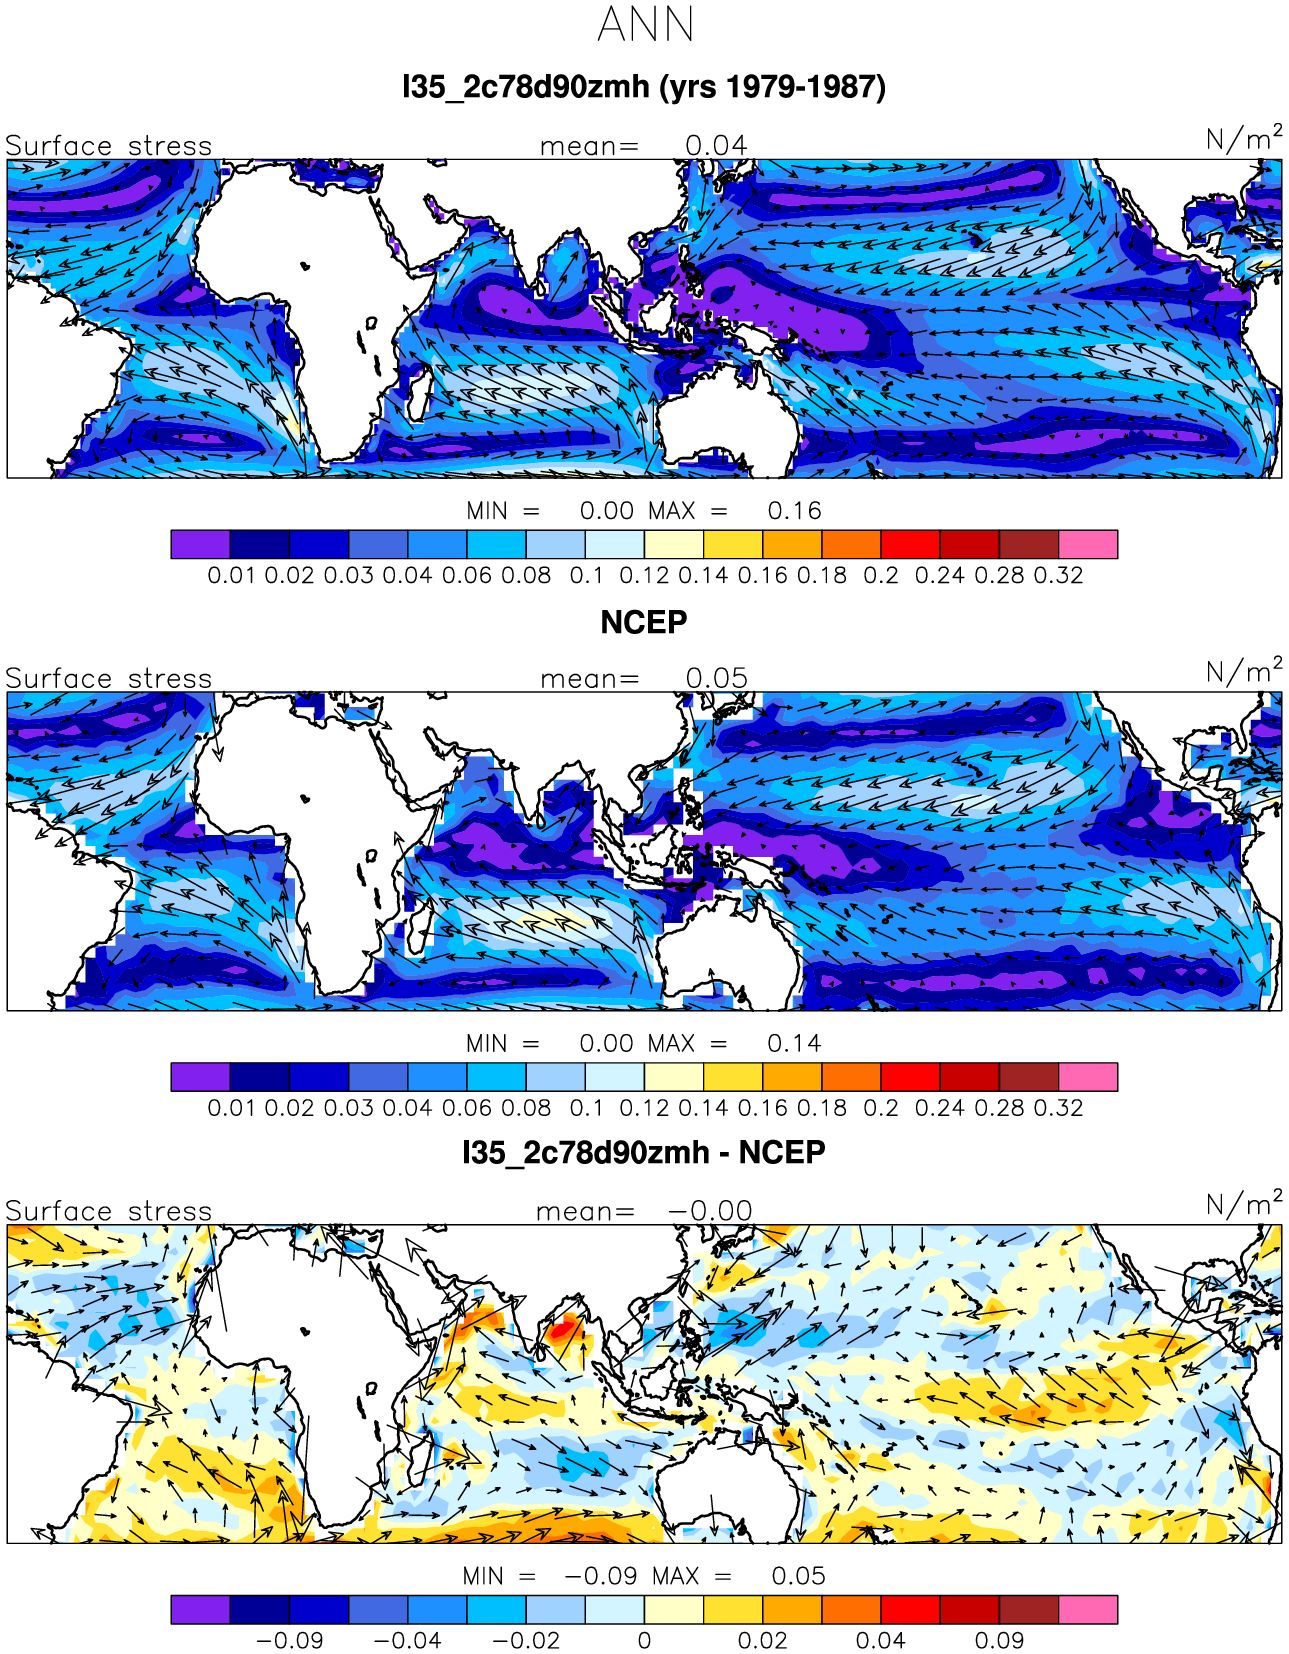 ANN
l35_2c78d90zmh (yrs 1979-1987)
Surface stress mean= 0.04 N/m²
MIN = 0.00 MAX = 0.16
0.01 0.02 0.03 0.04 0.06 0.08 0.1 0.12 0.14 0.16 0.18 0.2 0.24 0.28 0.32
NCEP
Surface stress mean= 0.05 N/m²
MIN = 0.00 MAX = 0.14
0.01 0.02 0.03 0.04 0.06 0.08 0.1 0.12 0.14 0.16 0.18 0.2 0.24 0.28 0.32
l35_2c78d90zmh - NCEP
Surface stress mean= −0.00 N/m²
MIN = −0.09 MAX = 0.05
−0.09 −0.04 −0.02 0 0.02 0.04 0.09